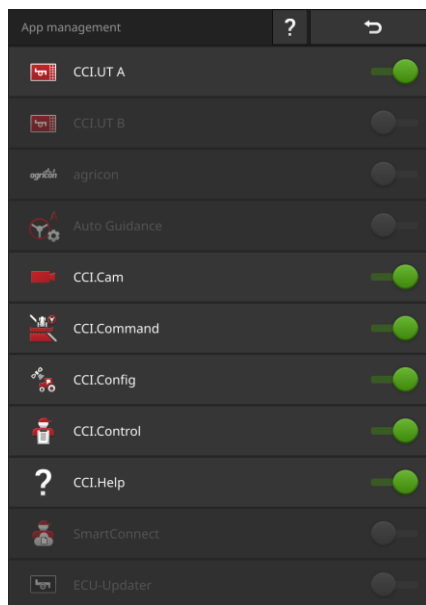 App management ?
CCI.UT A
CCI.UT B
agricon agricon
Auto Guidance
CCI.Cam
CCI.Command
CCI.Config
CCI.Control
? CCI.Help
SmartConnect
ECU-Updater